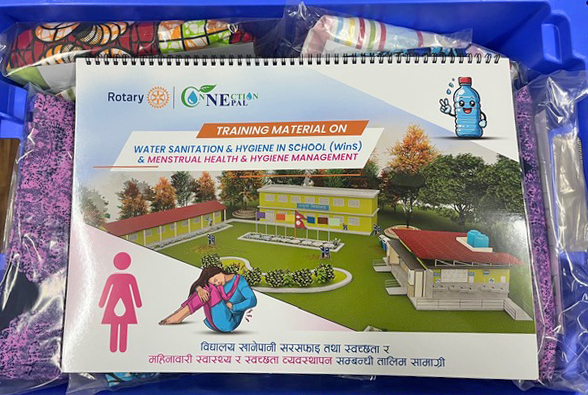 Rotary
ONNECTION
NEPAL
TRAINING MATERIAL ON
WATER SANITATION & HYGIENE IN SCHOOL (WinS)
& MENSTRUAL HEALTH & HYGIENE MANAGEMENT
विद्यालय खानेपानी सरसफाइ तथा स्वच्छता र
महिनावारी स्वास्थ्य र स्वच्छता व्यवस्थापन सम्बन्धी तालिम सामाग्री